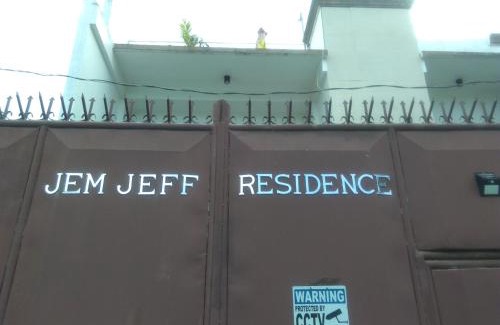 JEM JEFF RESIDENCE
WARNING
PROTECTED BY
CCTV